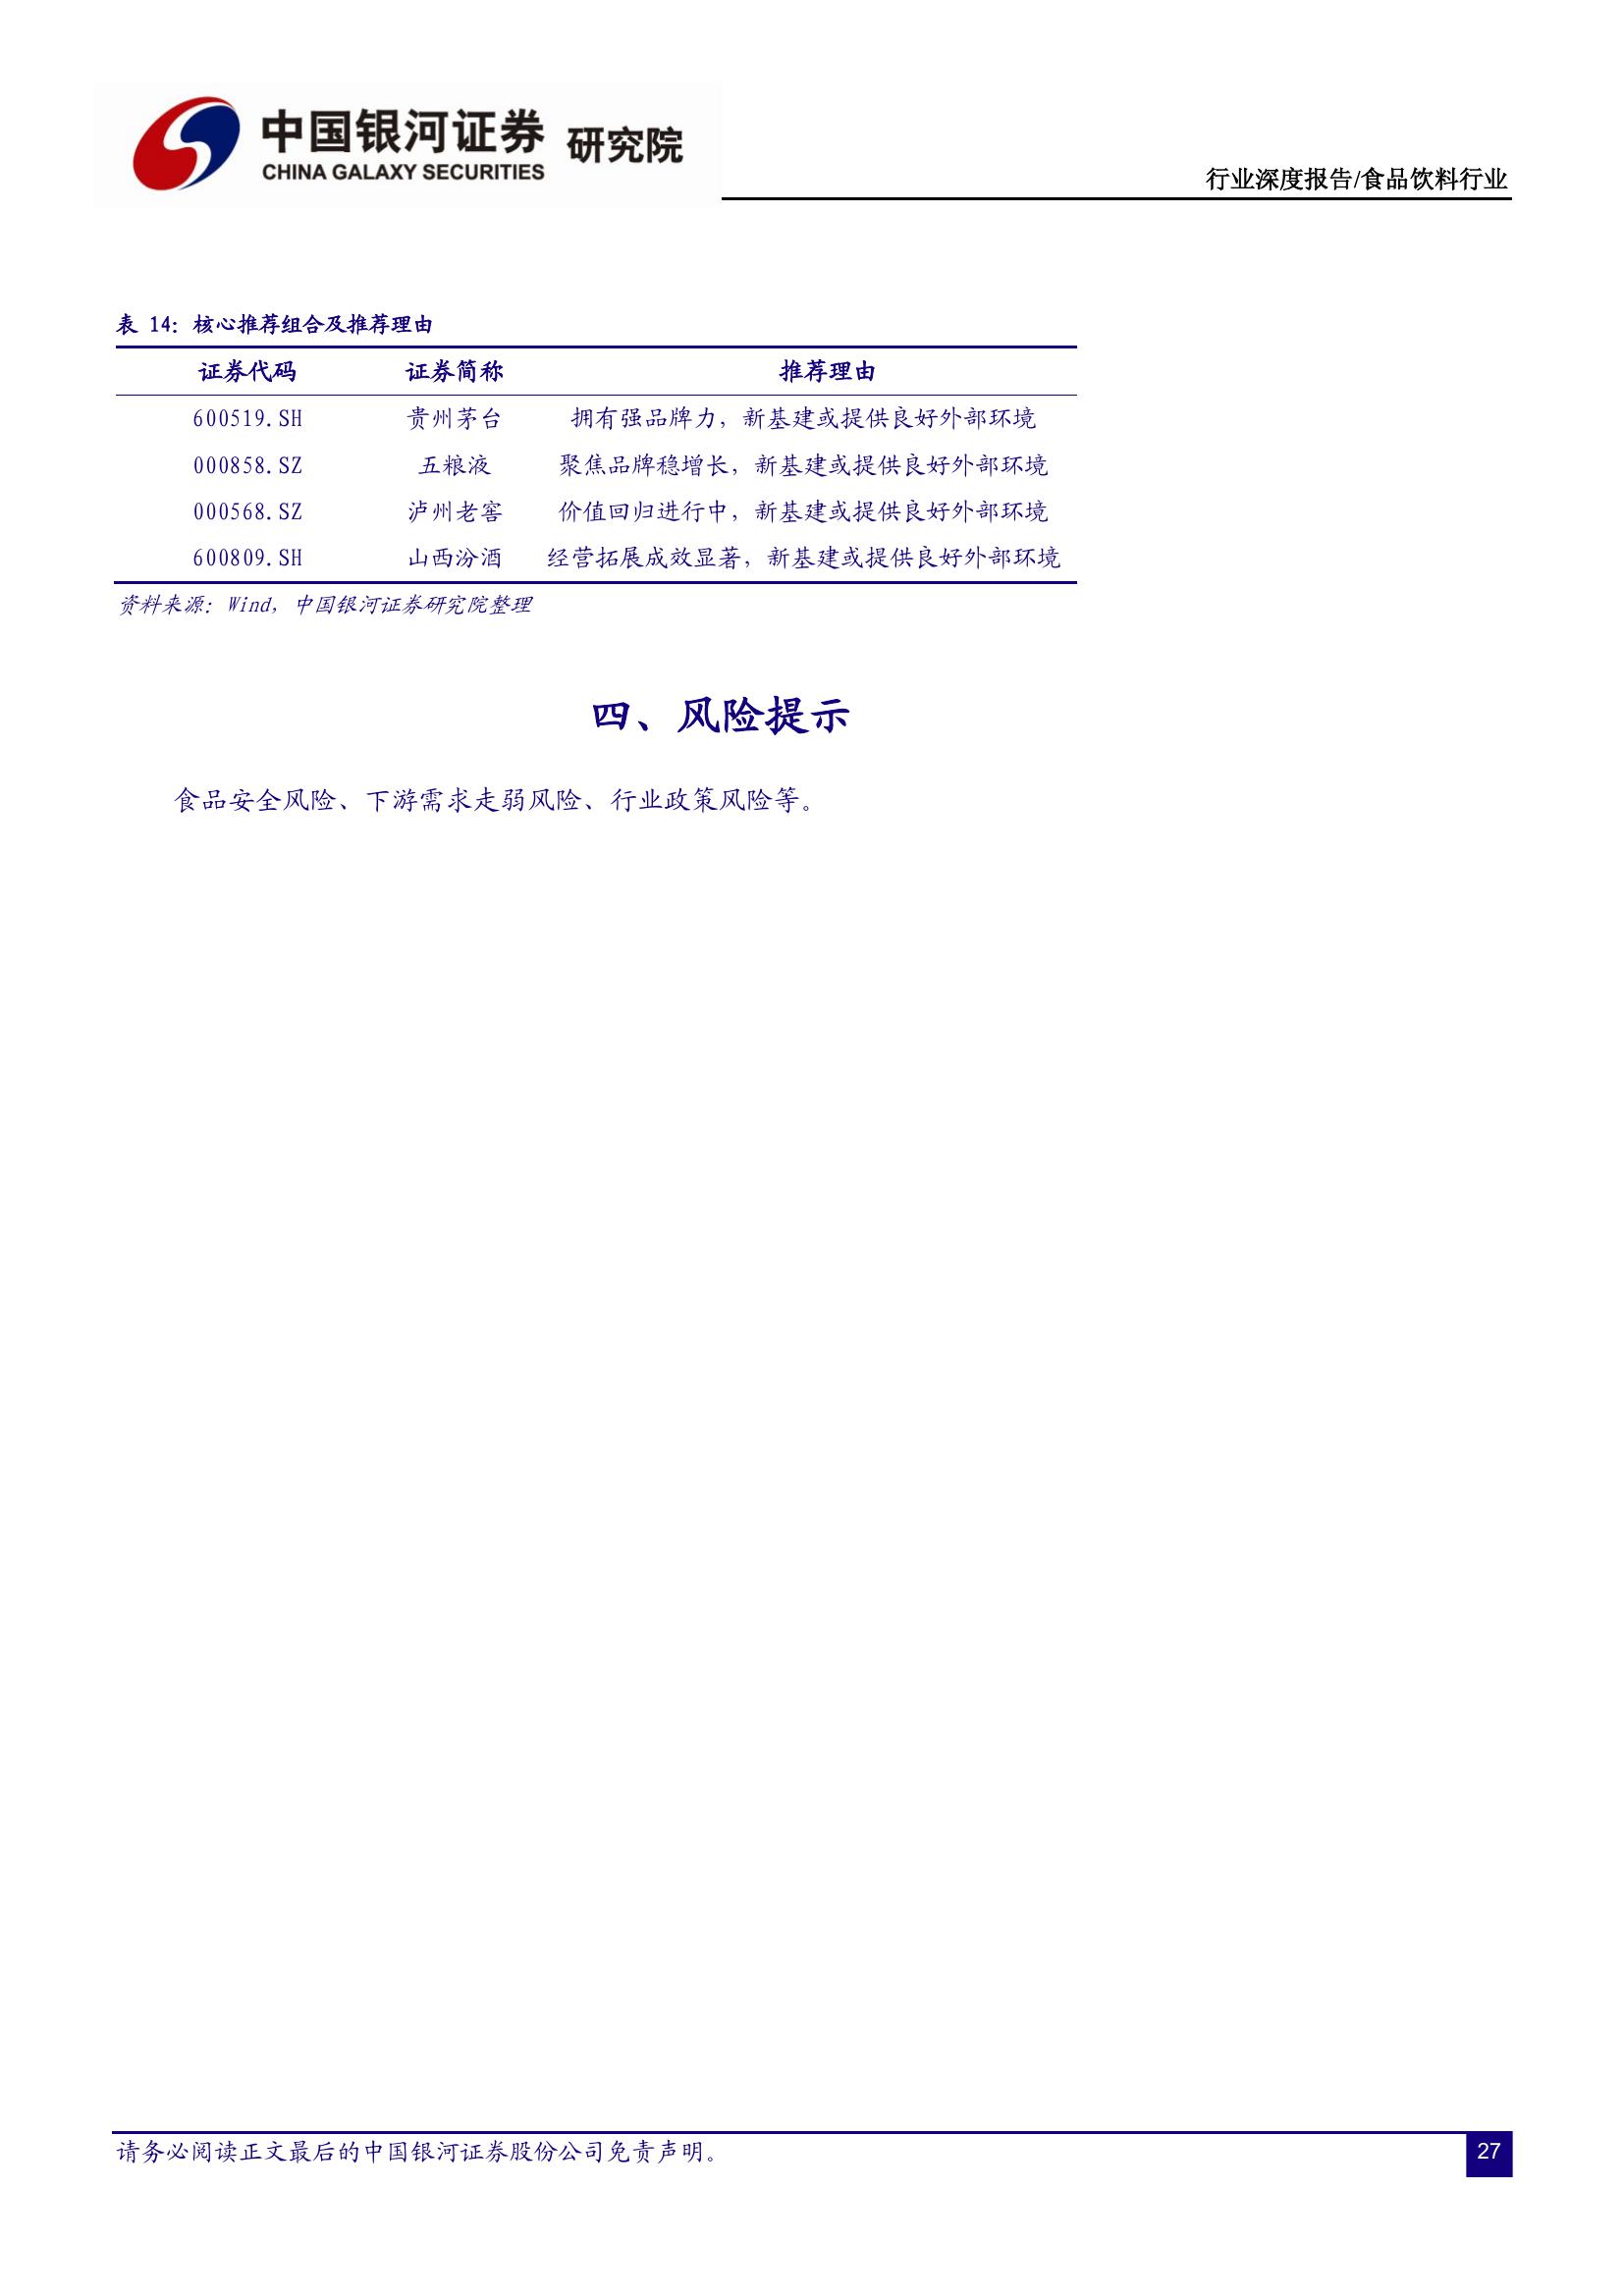 中国银河证券 研究院
CHINA GALAXY SECURITIES
行业深度报告/食品饮料行业
表 14：核心推荐组合及推荐理由
证券代码 证券简称 推荐理由
600519.SH 贵州茅台 拥有强品牌力，新基建或提供良好外部环境
000858.SZ 五粮液 聚焦品牌稳增长，新基建或提供良好外部环境
000568.SZ 泸州老窖 价值回归进行中，新基建或提供良好外部环境
600809.SH 山西汾酒 经营拓展成效显著，新基建或提供良好外部环境
资料来源：Wind，中国银河证券研究院整理
四、风险提示
食品安全风险、下游需求走弱风险、行业政策风险等。
请务必阅读正文最后的中国银河证券股份公司免责声明。
27